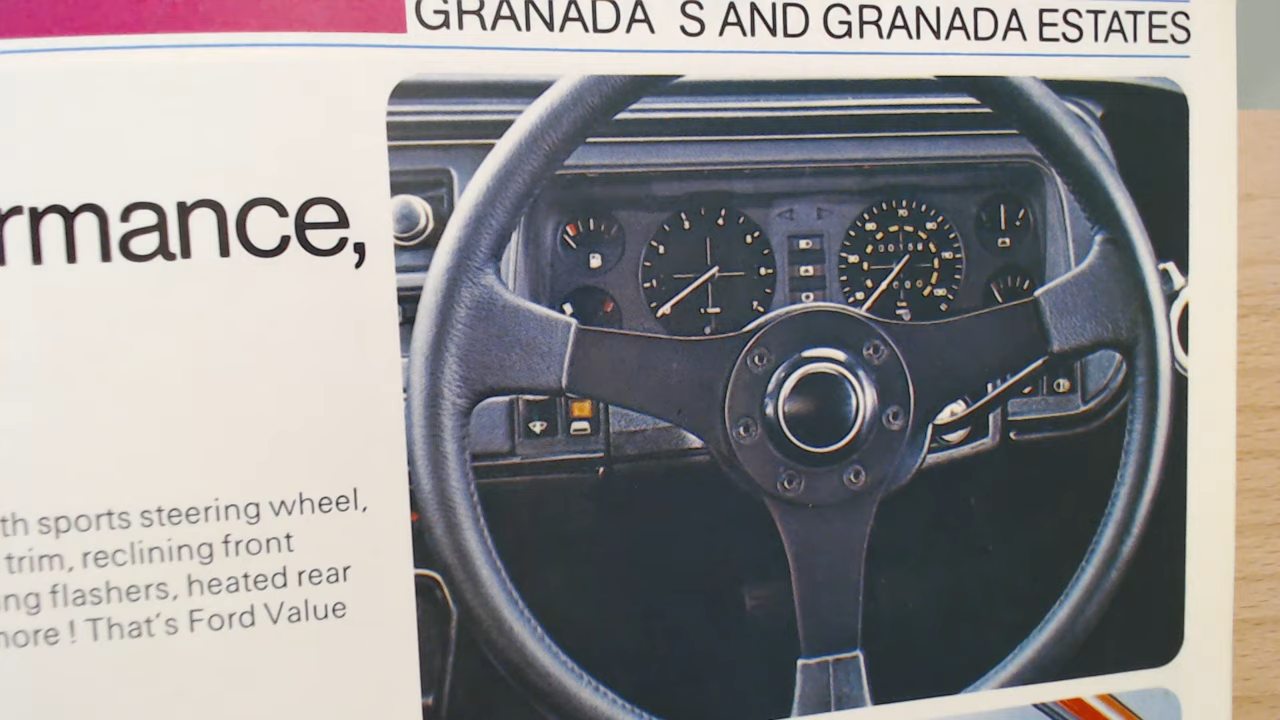 GRANADA S AND GRANADA ESTATES
rmance,
th sports steering wheel,
trim, reclining front
ng flashers, heated rear
ore! That's Ford Value